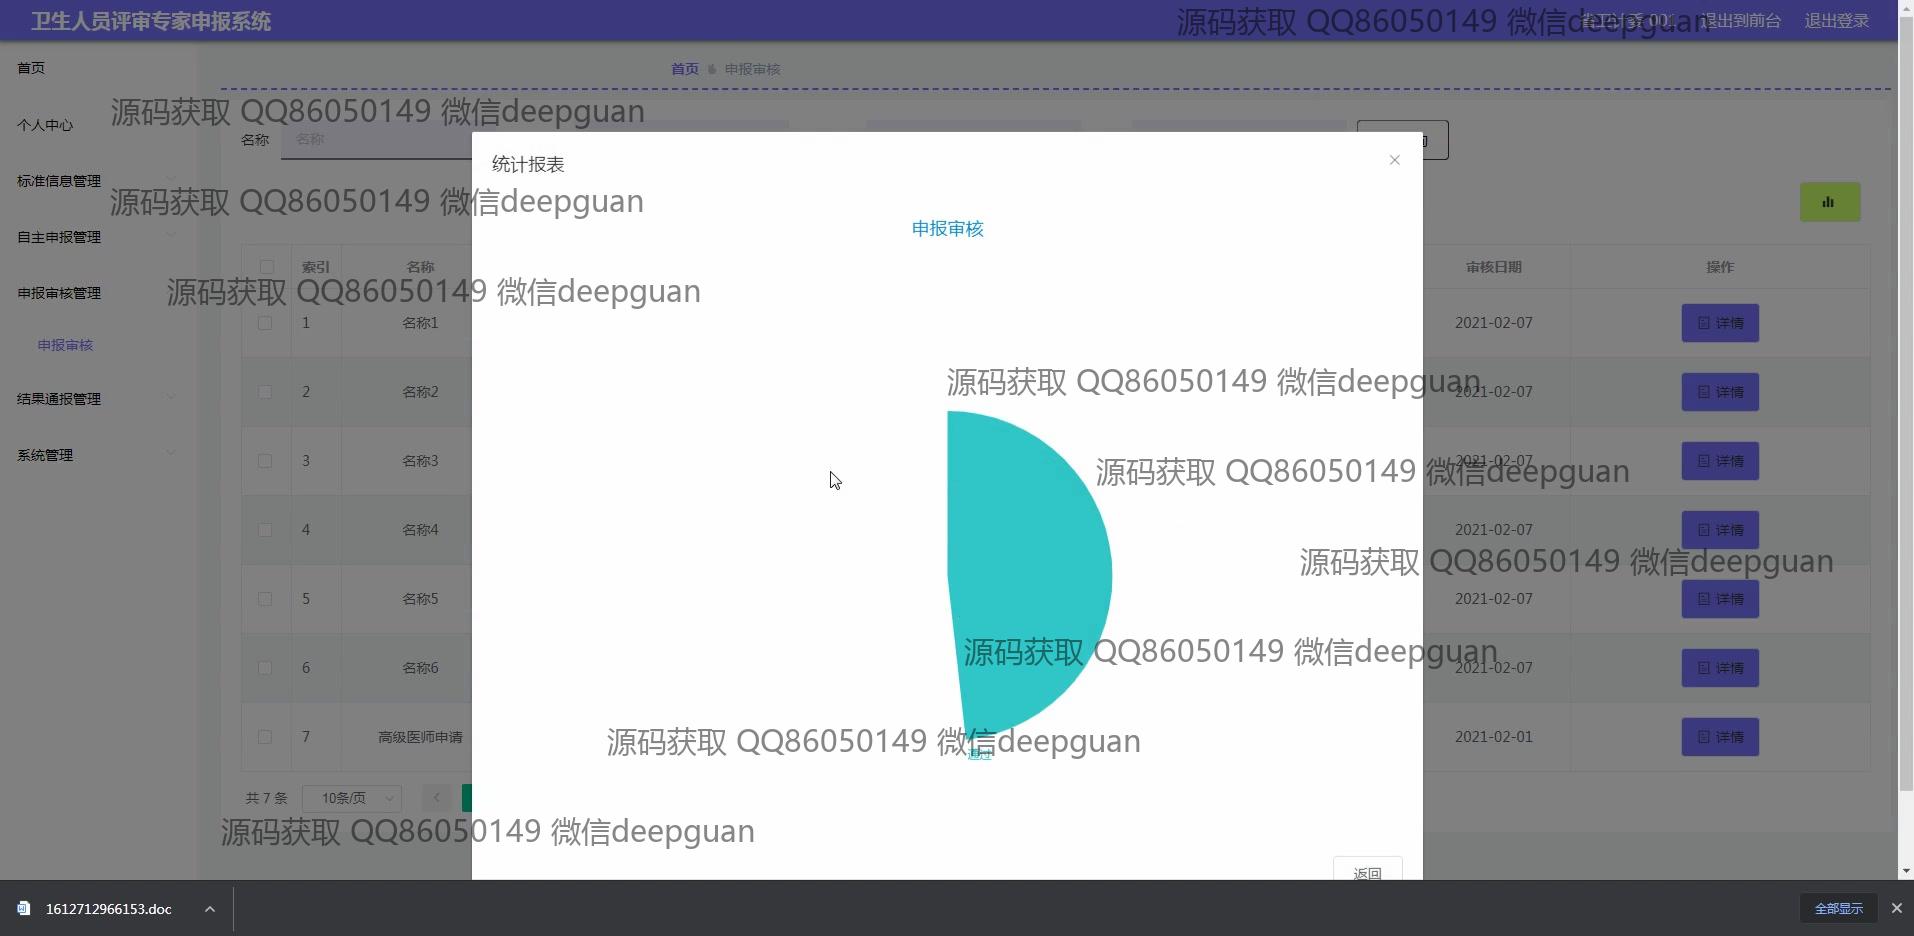 卫生人员评审专家申报系统
省卫计委 001 退出到前台 退出登录
源码获取 QQ86050149 微信deepguan
首页
首页 申报审核
源码获取 QQ86050149 微信deepguan
个人中心
名称 名称
统计报表
标准信息管理
源码获取 QQ86050149 微信deepguan
申报审核
自主申报管理
索引 名称 审核日期 操作
申报审核管理
源码获取 QQ86050149 微信deepguan
1 名称1 2021-02-07 详情
申报审核
源码获取 QQ86050149 微信deepguan
2 名称2 2021-02-07 详情
结果通报管理
系统管理
3 名称3 2021-02-07 详情
源码获取 QQ86050149 微信deepguan
4 名称4 2021-02-07 详情
源码获取 QQ86050149 微信deepguan
5 名称5 2021-02-07 详情
源码获取 QQ86050149 微信deepguan
6 名称6 2021-02-07 详情
7 高级医师申请 2021-02-01 详情
源码获取 QQ86050149 微信deepguan
通过
共 7 条 10条/页
源码获取 QQ86050149 微信deepguan
返回
1612712966153.doc 全部显示